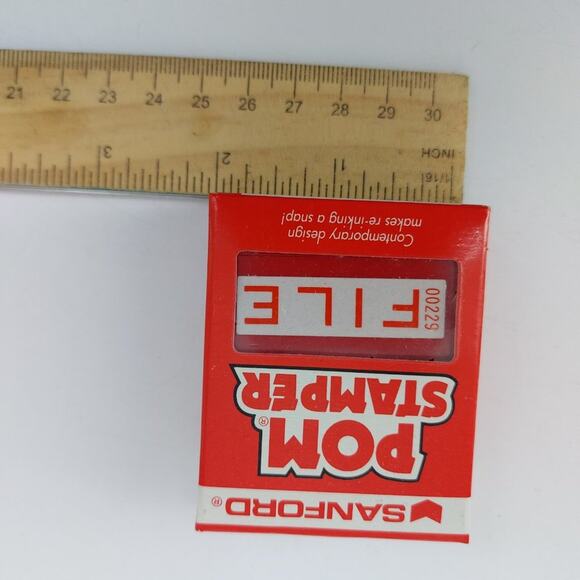 21 22 23 24 25 26 27 28 29 30
3 2 1 INCH
1/16
Contemporary design
makes re-inking a snap!
00229 FILE
POM®
STAMPER
SANFORD®